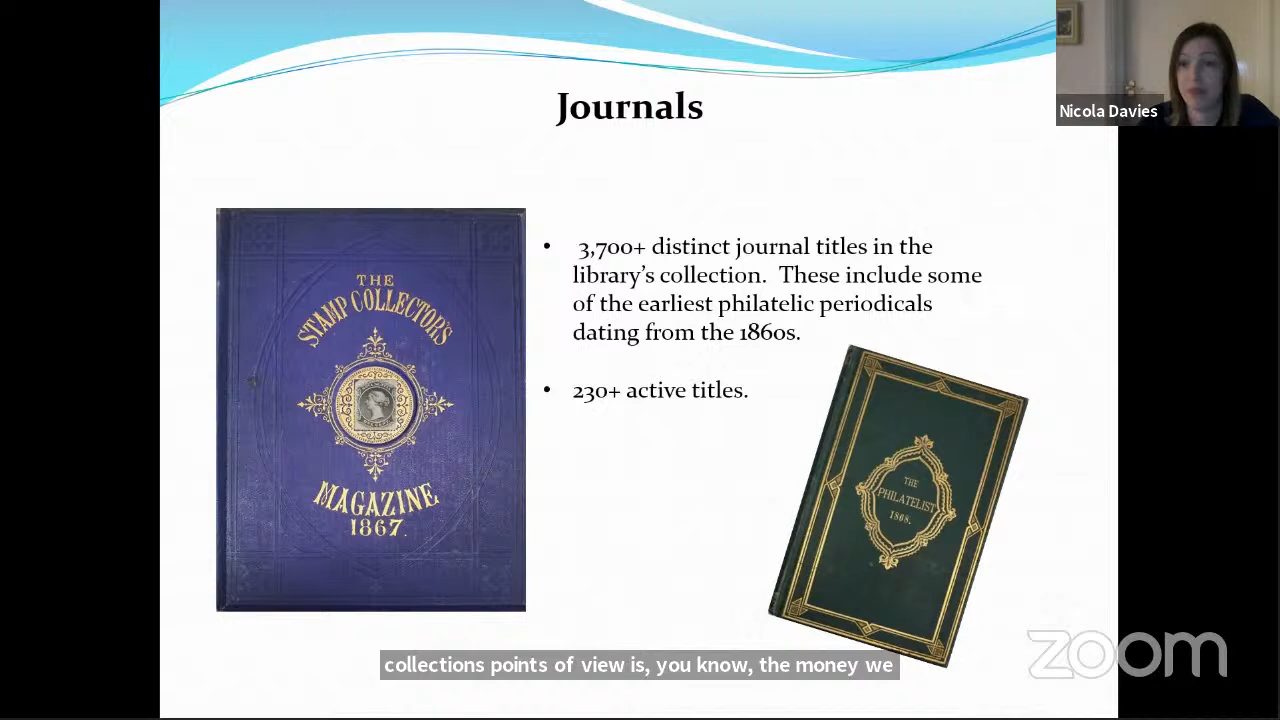 Journals
Nicola Davies
• 3,700+ distinct journal titles in the
library's collection. These include some
of the earliest philatelic periodicals
dating from the 1860s.
• 230+ active titles.
THE
STAMP COLLECTOR'S
MAGAZINE
1867.
THE
PHILATELIST
1868.
collections points of view is, you know, the money we
zoom